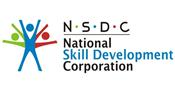 N·S·D·C
National
Skill Development
Corporation